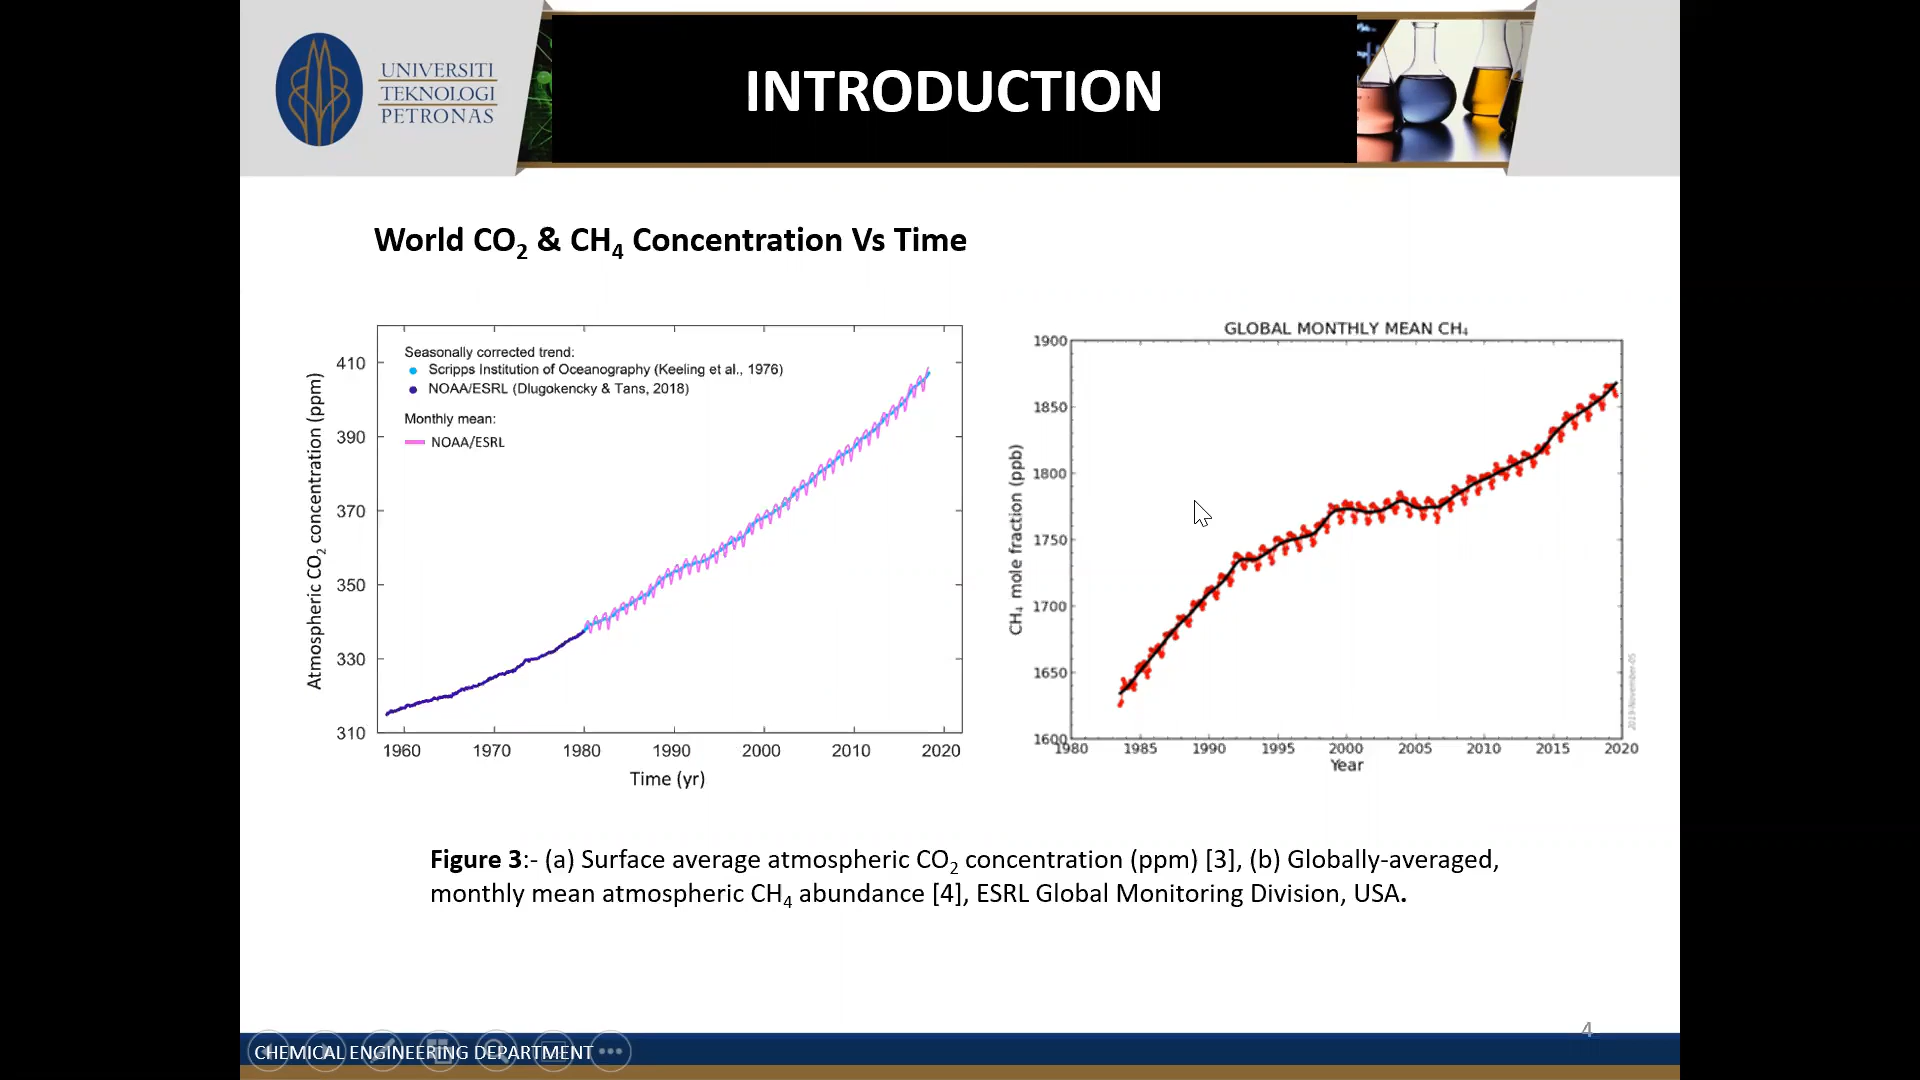 UNIVERSITI
TEKNOLOGI
PETRONAS
INTRODUCTION
World CO₂ & CH₄ Concentration Vs Time
Atmospheric CO₂ concentration (ppm)
410
390
370
350
330
310
Seasonally corrected trend:
Scripps Institution of Oceanography (Keeling et al., 1976)
NOAA/ESRL (Dlugokencky & Tans, 2018)
Monthly mean:
NOAA/ESRL
1960 1970 1980 1990 2000 2010 2020
Time (yr)
GLOBAL MONTHLY MEAN CH₄
CH₄ mole fraction (ppb)
1900
1850
1800
1750
1700
1650
1600
1980 1985 1990 1995 2000 2005 2010 2015 2020
Year
2019-November-05
Figure 3:- (a) Surface average atmospheric CO₂ concentration (ppm) [3], (b) Globally-averaged,
monthly mean atmospheric CH₄ abundance [4], ESRL Global Monitoring Division, USA.
4
CHEMICAL ENGINEERING DEPARTMENT